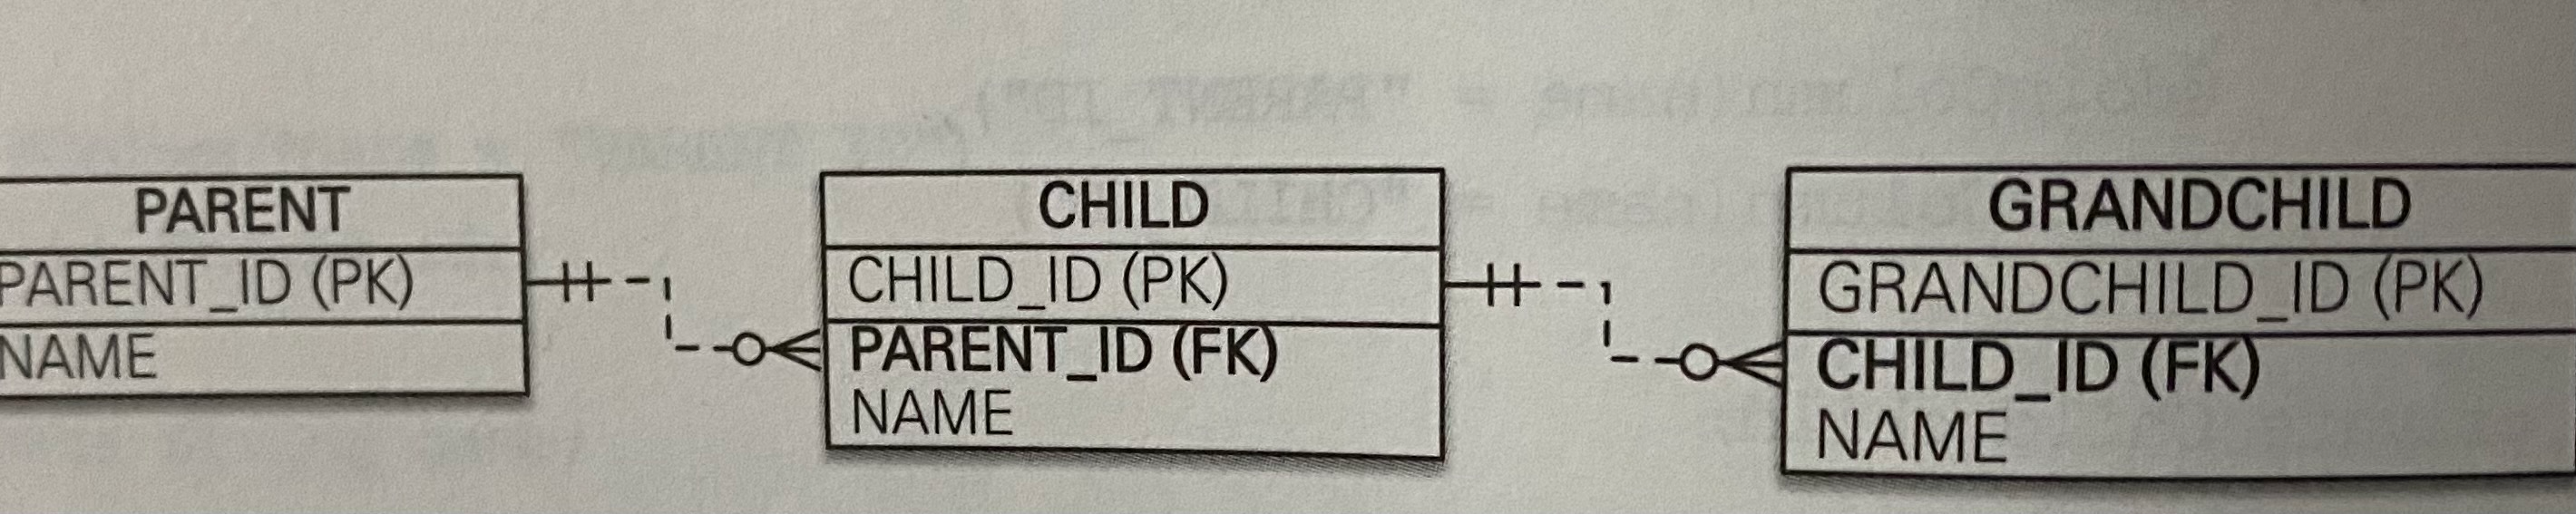 PARENT
PARENT_ID (PK)
NAME
CHILD
CHILD_ID (PK)
PARENT_ID (FK)
NAME
GRANDCHILD
GRANDCHILD_ID (PK)
CHILD_ID (FK)
NAME